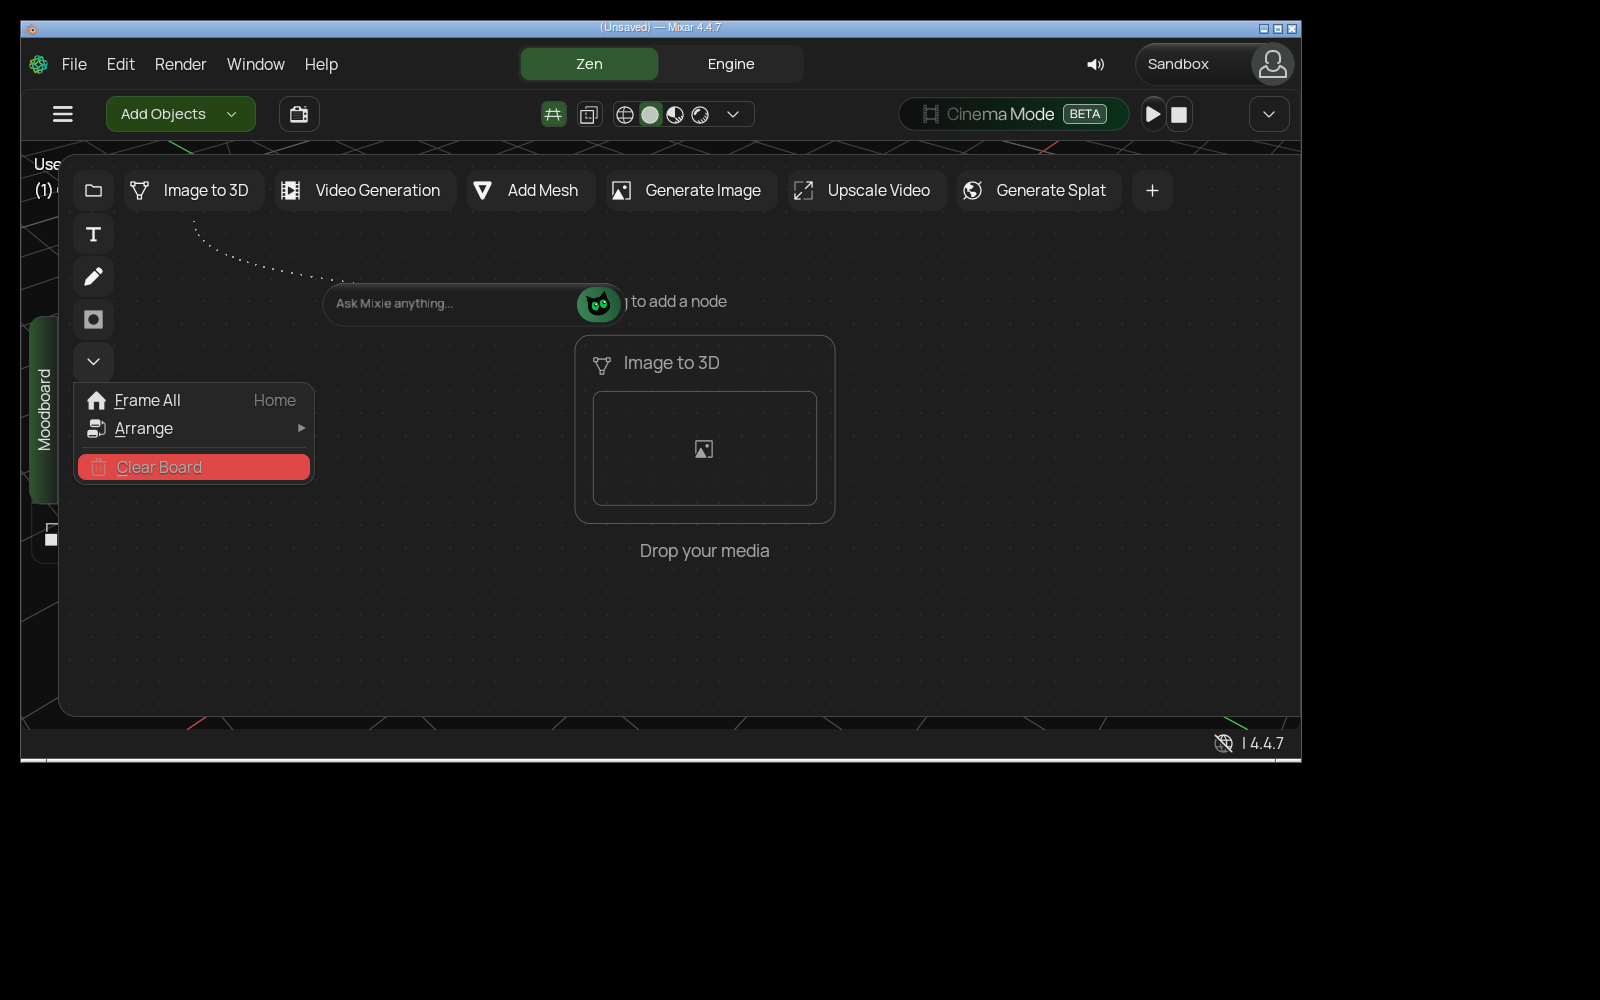 (Unsaved) — Mixar 4.4.7
File Edit Render Window Help
Zen Engine
Sandbox
Add Objects
Cinema Mode BETA
Use
(1)
Image to 3D Video Generation Add Mesh Generate Image Upscale Video Generate Splat +
T
Ask Mixie anything...
to add a node
Image to 3D
Moodboard
Frame All Home
Arrange
Clear Board
Drop your media
| 4.4.7